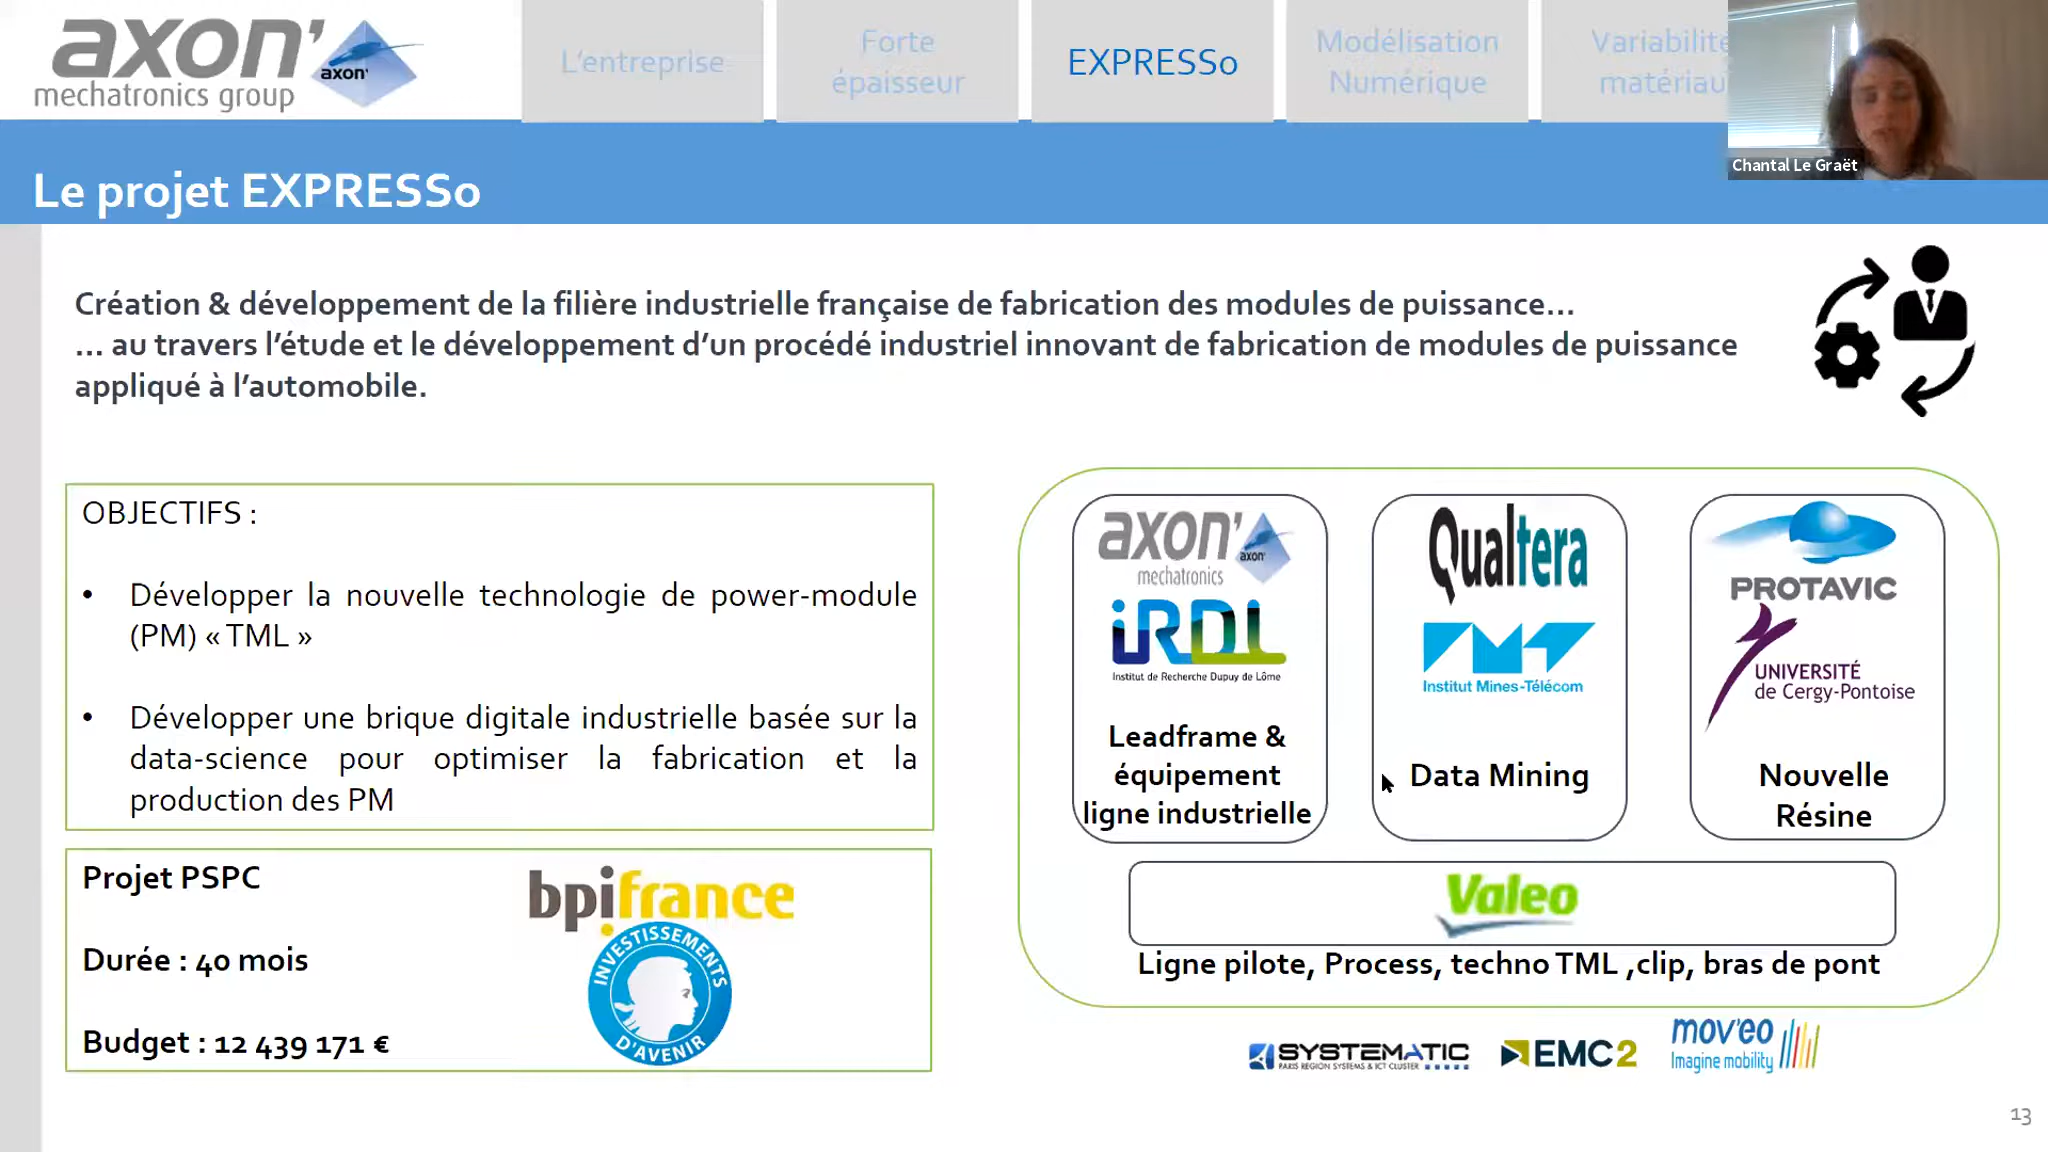 axon'
axon'
mechatronics group
L'entreprise
Forte
épaisseur
EXPRESSo
Modélisation
Numérique
Variabilité
matériau
Chantal Le Graët
Le projet EXPRESSo
Création & développement de la filière industrielle française de fabrication des modules de puissance...
... au travers l'étude et le développement d'un procédé industriel innovant de fabrication de modules de puissance
appliqué à l'automobile.
OBJECTIFS :
• Développer la nouvelle technologie de power-module
(PM) « TML »
• Développer une brique digitale industrielle basée sur la
data-science pour optimiser la fabrication et la
production des PM
Projet PSPC
Durée : 40 mois
Budget : 12 439 171 €
bpifrance
INVESTISSEMENTS
D'AVENIR
axon'
axon'
mechatronics
iRDL
Institut de Recherche Dupuy de Lôme
Leadframe &
équipement
ligne industrielle
Qualtera
Institut Mines-Télécom
Data Mining
PROTAVIC
UNIVERSITÉ
de Cergy-Pontoise
Nouvelle
Résine
Valeo
Ligne pilote, Process, techno TML ,clip, bras de pont
SYSTEMATIC
PARIS REGION SYSTEMS & ICT CLUSTER
EMC2
mov'eo
Imagine mobility
13